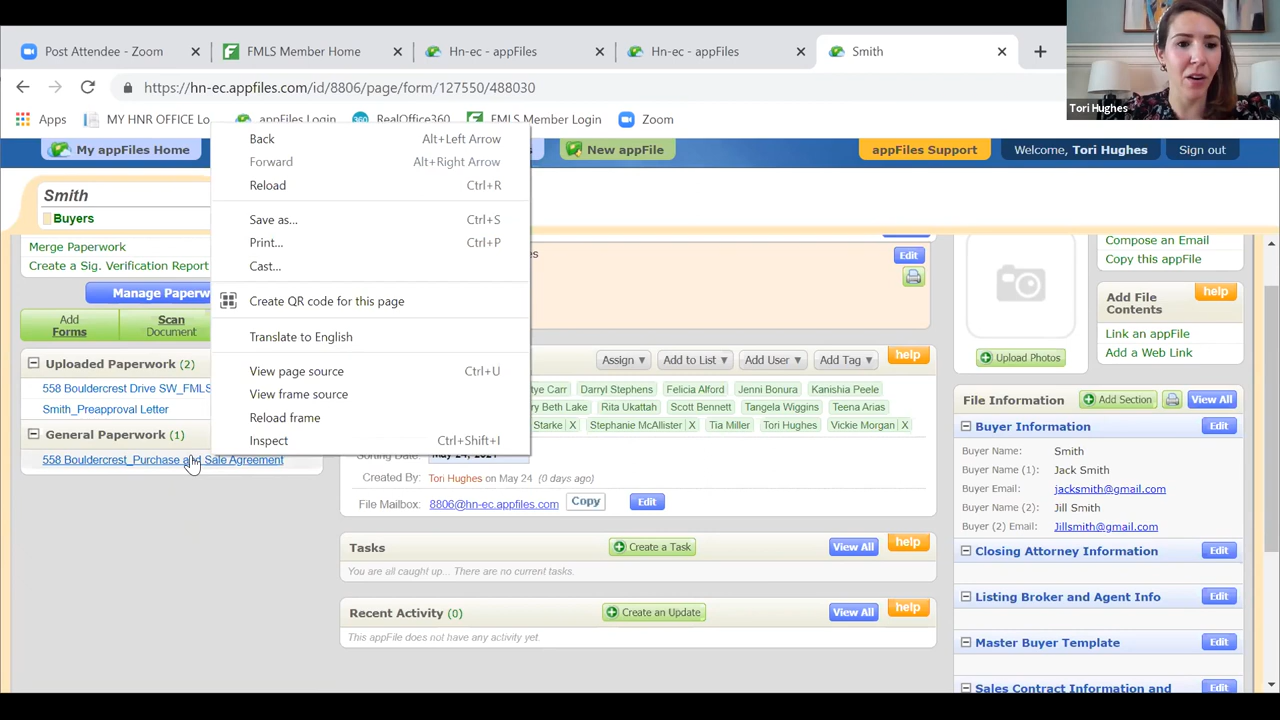 Post Attendee - Zoom
FMLS Member Home
Hn-ec - appFiles
Hn-ec - appFiles
Smith
https://hn-ec.appfiles.com/id/8806/page/form/127550/488030
Tori Hughes
Apps
MY HNR OFFICE Lo
appFiles Login
RealOffice360
FMLS Member Login
Zoom
My appFiles Home
s
New appFile
appFiles Support
Welcome, Tori Hughes
Sign out
Smith
Buyers
Merge Paperwork
Create a Sig. Verification Report
Manage Paperw
Add Forms
Scan Document
Uploaded Paperwork (2)
558 Bouldercrest Drive SW_FMLS
Smith_Preapproval Letter
General Paperwork (1)
558 Bouldercrest_Purchase and Sale Agreement
Back Alt+Left Arrow
Forward Alt+Right Arrow
Reload Ctrl+R
Save as... Ctrl+S
Print... Ctrl+P
Cast...
Create QR code for this page
Translate to English
View page source Ctrl+U
View frame source
Reload frame
Inspect Ctrl+Shift+I
es
Edit
Assign Add to List Add User Add Tag help
tye Carr Darryl Stephens Felicia Alford Jenni Bonura Kanishia Peele
ry Beth Lake Rita Ukattah Scott Bennett Tangela Wiggins Teena Arias
Starke X Stephanie McAllister X Tia Miller Tori Hughes Vickie Morgan X
Sorting Date: May 24, 2021
Created By: Tori Hughes on May 24 (0 days ago)
File Mailbox: 8806@hn-ec.appfiles.com Copy Edit
Tasks Create a Task View All help
You are all caught up... There are no current tasks.
Recent Activity (0) Create an Update View All help
This appFile does not have any activity yet.
Upload Photos
Compose an Email
Copy this appFile
Add File Contents help
Link an appFile
Add a Web Link
File Information Add Section View All
Buyer Information Edit
Buyer Name: Smith
Buyer Name (1): Jack Smith
Buyer Email: jacksmith@gmail.com
Buyer Name (2): Jill Smith
Buyer (2) Email: Jillsmith@gmail.com
Closing Attorney Information Edit
Listing Broker and Agent Info Edit
Master Buyer Template Edit
Sales Contract Information and Edit